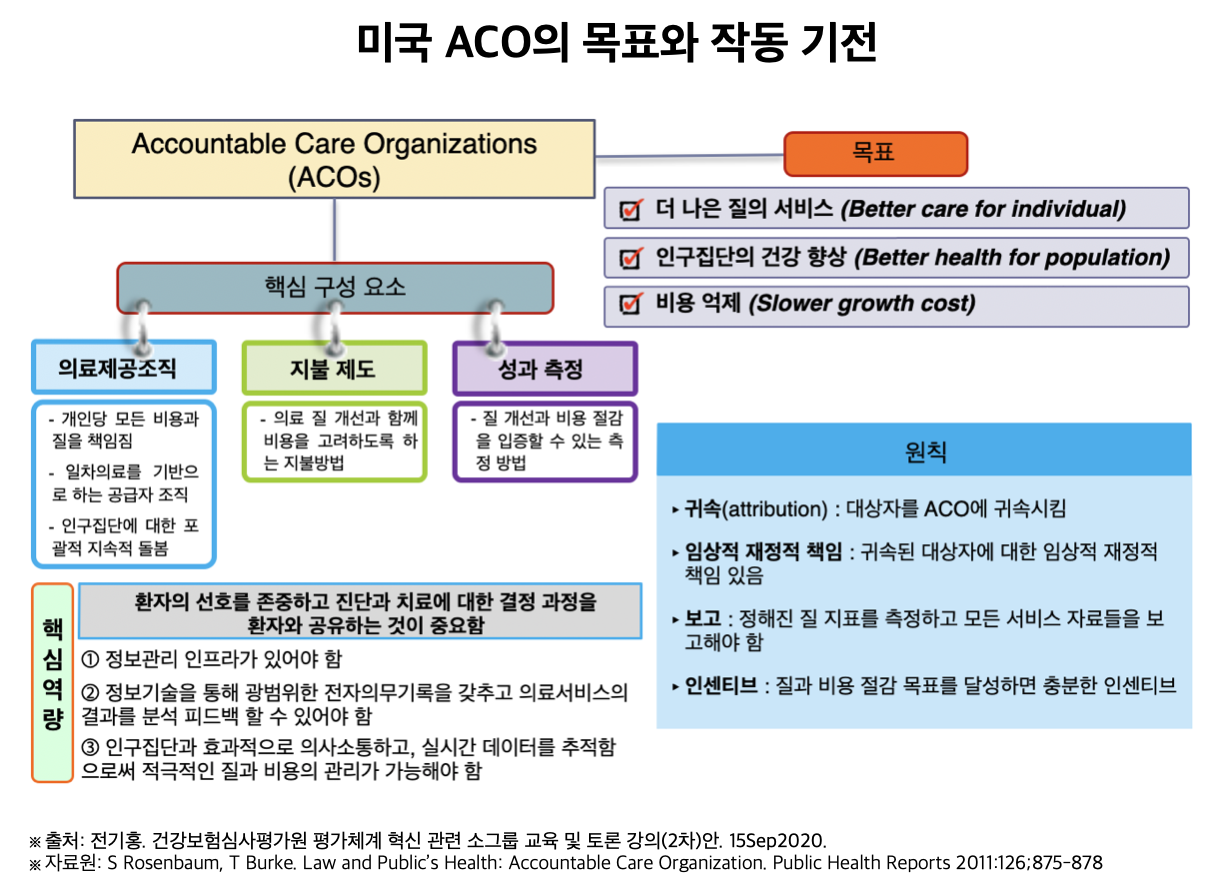 미국 ACO의 목표와 작동 기전
Accountable Care Organizations
(ACOs)
목표
더 나은 질의 서비스 (Better care for individual)
인구집단의 건강 향상 (Better health for population)
비용 억제 (Slower growth cost)
핵심 구성 요소
의료제공조직
- 개인당 모든 비용과
질을 책임짐
- 일차의료를 기반으
로 하는 공급자 조직
- 인구집단에 대한 포
괄적 지속적 돌봄
지불 제도
- 의료 질 개선과 함께
비용을 고려하도록 하
는 지불방법
성과 측정
- 질 개선과 비용 절감
을 입증할 수 있는 측
정 방법
원칙
▸ 귀속(attribution) : 대상자를 ACO에 귀속시킴
▸ 임상적 재정적 책임 : 귀속된 대상자에 대한 임상적 재정적
책임 있음
▸ 보고 : 정해진 질 지표를 측정하고 모든 서비스 자료들을 보
고해야 함
▸ 인센티브 : 질과 비용 절감 목표를 달성하면 충분한 인센티브
핵
심
역
량
환자의 선호를 존중하고 진단과 치료에 대한 결정 과정을
환자와 공유하는 것이 중요함
① 정보관리 인프라가 있어야 함
② 정보기술을 통해 광범위한 전자의무기록을 갖추고 의료서비스의
결과를 분석 피드백 할 수 있어야 함
③ 인구집단과 효과적으로 의사소통하고, 실시간 데이터를 추적함
으로써 적극적인 질과 비용의 관리가 가능해야 함
※ 출처: 전기홍. 건강보험심사평가원 평가체계 혁신 관련 소그룹 교육 및 토론 강의(2차)안. 15Sep2020.
※ 자료원: S Rosenbaum, T Burke. Law and Public's Health: Accountable Care Organization. Public Health Reports 2011:126;875-878